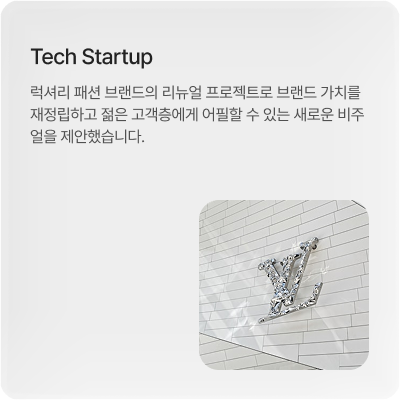 Tech Startup
럭셔리 패션 브랜드의 리뉴얼 프로젝트로 브랜드 가치를
재정립하고 젊은 고객층에게 어필할 수 있는 새로운 비주
얼을 제안했습니다.
LV